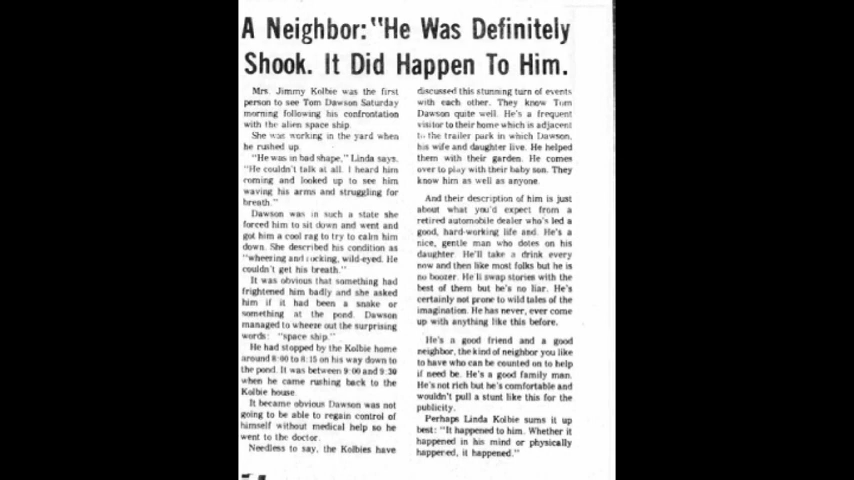 A Neighbor: "He Was Definitely
Shook. It Did Happen To Him.
Mrs. Jimmy Kolbie was the first
person to see Tom Dawson Saturday
morning following his confrontation
with the alien space ship.
She was working in the yard when
he rushed up.
"He was in bad shape," Linda says.
"He couldn't talk at all. I heard him
coming and looked up to see him
waving his arms and struggling for
breath."
Dawson was in such a state she
forced him to sit down and went and
got him a cool rag to try to calm him
down. She described his condition as
"wheezing and rocking, wild-eyed. He
couldn't get his breath."
It was obvious that something had
frightened him badly and she asked
him if it had been a snake or
something at the pond. Dawson
managed to wheeze out the surprising
words: "space ship."
He had stopped by the Kolbie home
around 8:00 to 8:15 on his way down to
the pond. It was between 9:00 and 9:30
when he came rushing back to the
Kolbie house.
It became obvious Dawson was not
going to be able to regain control of
himself without medical help so he
went to the doctor.
Needless to say, the Kolbies have
discussed this stunning turn of events
with each other. They know Tom
Dawson quite well. He's a frequent
visitor to their home which is adjacent
to the trailer park in which Dawson,
his wife and daughter live. He helped
them with their garden. He comes
over to play with their baby son. They
know him as well as anyone.
And their description of him is just
about what you'd expect from a
retired automobile dealer who's led a
good, hard-working life and. He's a
nice, gentle man who dotes on his
daughter. He'll take a drink every
now and then like most folks but he is
no boozer. He'll swap stories with the
best of them but he's no liar. He's
certainly not prone to wild tales of the
imagination. He has never, ever come
up with anything like this before.
He's a good friend and a good
neighbor, the kind of neighbor you like
to have who can be counted on to help
if need be. He's a good family man.
He's not rich but he's comfortable and
wouldn't pull a stunt like this for the
publicity.
Perhaps Linda Kolbie sums it up
best: "It happened to him. Whether it
happened in his mind or physically
happened, it happened."